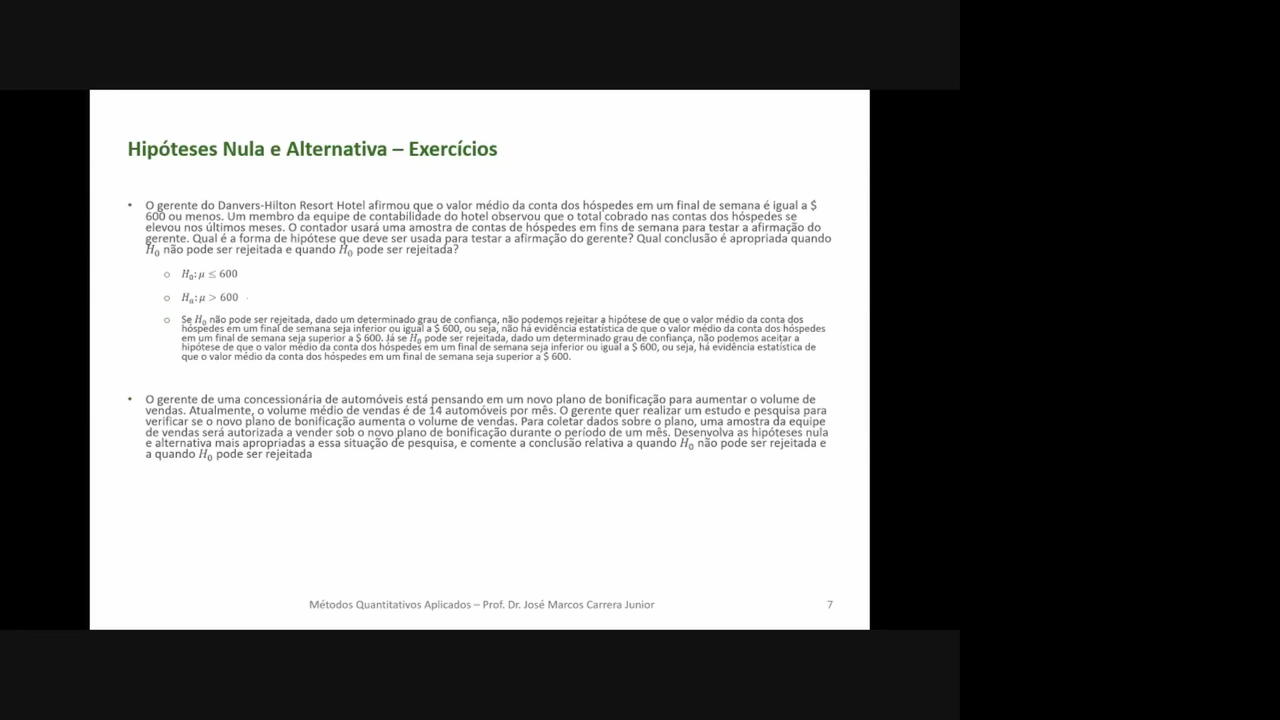 Hipóteses Nula e Alternativa – Exercícios
• O gerente do Danvers-Hilton Resort Hotel afirmou que o valor médio da conta dos hóspedes em um final de semana é igual a $
600 ou menos. Um membro da equipe de contabilidade do hotel observou que o total cobrado nas contas dos hóspedes se
elevou nos últimos meses. O contador usará uma amostra de contas de hóspedes em fins de semana para testar a afirmação do
gerente. Qual é a forma de hipótese que deve ser usada para testar a afirmação do gerente? Qual conclusão é apropriada quando
H₀ não pode ser rejeitada e quando H₀ pode ser rejeitada?
○ H₀: μ ≤ 600
○ Hₐ: μ > 600
○ Se H₀ não pode ser rejeitada, dado um determinado grau de confiança, não podemos rejeitar a hipótese de que o valor médio da conta dos
hóspedes em um final de semana seja inferior ou igual a $ 600, ou seja, não há evidência estatística de que o valor médio da conta dos hóspedes
em um final de semana seja superior a $ 600. Já se H₀ pode ser rejeitada, dado um determinado grau de confiança, não podemos aceitar a
hipótese de que o valor médio da conta dos hóspedes em um final de semana seja inferior ou igual a $ 600, ou seja, há evidência estatística de
que o valor médio da conta dos hóspedes em um final de semana seja superior a $ 600.
• O gerente de uma concessionária de automóveis está pensando em um novo plano de bonificação para aumentar o volume de
vendas. Atualmente, o volume médio de vendas é de 14 automóveis por mês. O gerente quer realizar um estudo e pesquisa para
verificar se o novo plano de bonificação aumenta o volume de vendas. Para coletar dados sobre o plano, uma amostra da equipe
de vendas será autorizada a vender sob o novo plano de bonificação durante o período de um mês. Desenvolva as hipóteses nula
e alternativa mais apropriadas a essa situação de pesquisa, e comente a conclusão relativa a quando H₀ não pode ser rejeitada e
a quando H₀ pode ser rejeitada
Métodos Quantitativos Aplicados – Prof. Dr. José Marcos Carrera Junior
7